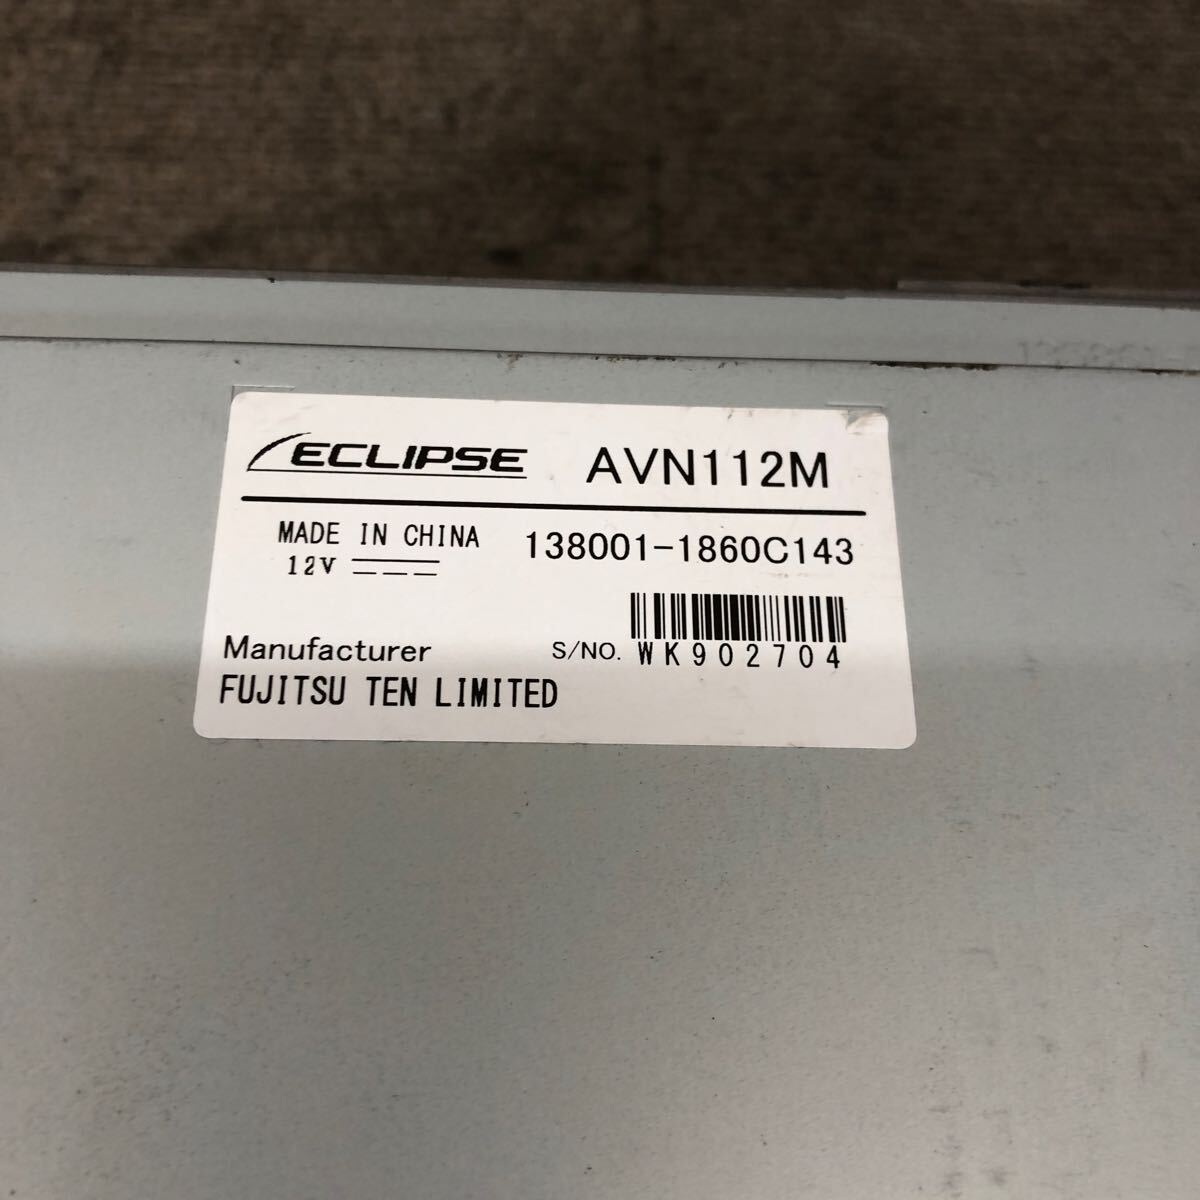 ECLIPSE AVN112M
MADE IN CHINA 138001-1860C143
12V
S/NO. WK902704
Manufacturer
FUJITSU TEN LIMITED